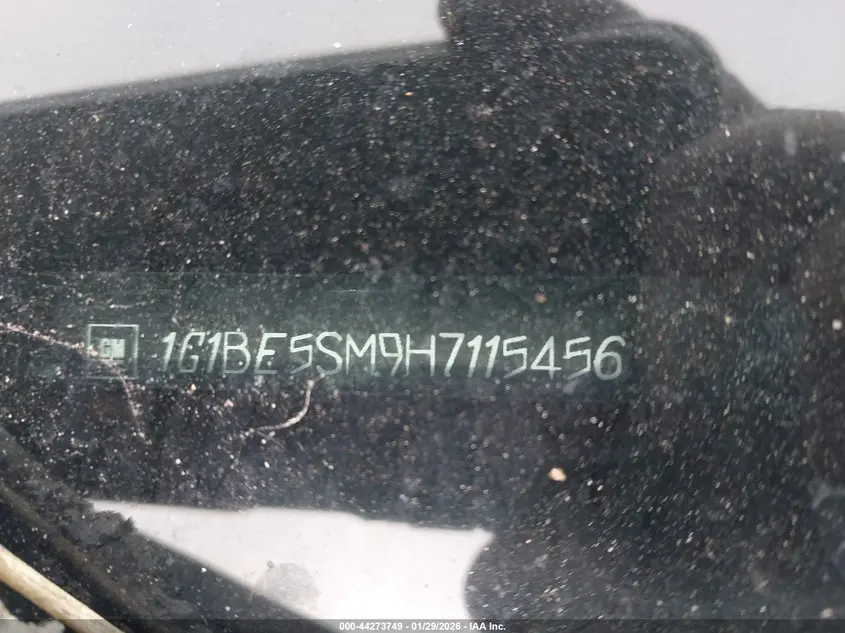 GM 1G1BE5SM9H7115456
000-44273749 - 01/29/2026 - IAA Inc.